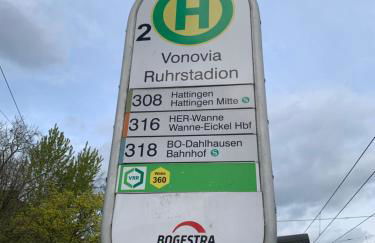 H
2
Vonovia
Ruhrstadion
308 Hattingen
Hattingen Mitte S
316 HER-Wanne
Wanne-Eickel Hbf
318 BO-Dahlhausen
Bahnhof S
VRR Wabe 360
BOGESTRA